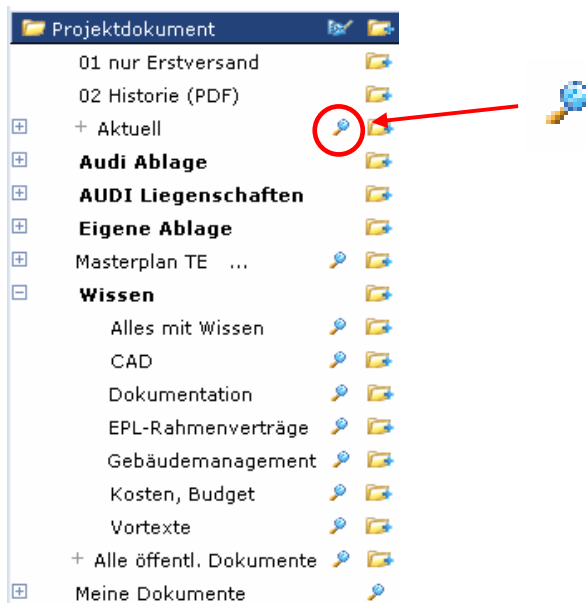 Projektdokument
01 nur Erstversand
02 Historie (PDF)
+ Aktuell
Audi Ablage
AUDI Liegenschaften
Eigene Ablage
Masterplan TE ...
Wissen
Alles mit Wissen
CAD
Dokumentation
EPL-Rahmenverträge
Gebäudemanagement
Kosten, Budget
Vortexte
+ Alle öffentl. Dokumente
Meine Dokumente